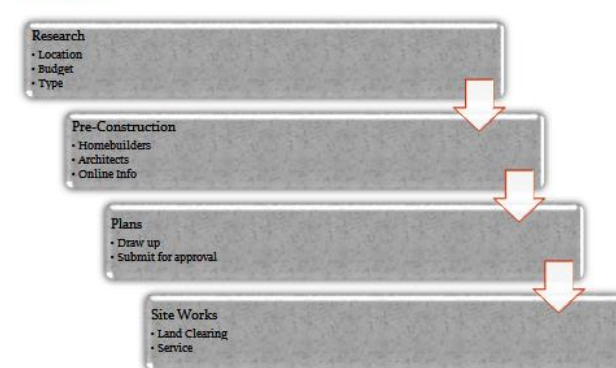 Research
• Location
• Budget
• Type
Pre-Construction
• Homebuilders
• Architects
• Online Info
Plans
• Draw up
• Submit for approval
Site Works
• Land Clearing
• Service